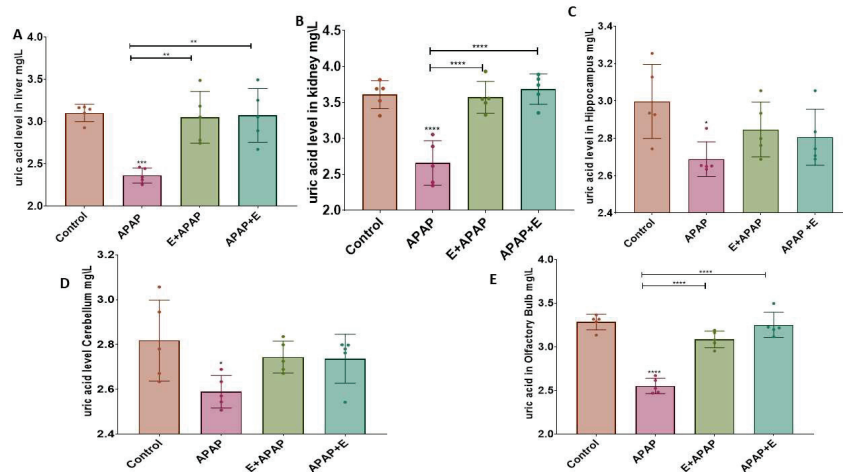 A
uric acid level in liver mg\L
4.0
3.5
3.0
2.5
2.0
**
**
***
Control
APAP
E+APAP
APAP+E
B
uric acid level in kidney mg\L
4.5
4.0
3.5
3.0
2.5
2.0
****
****
****
Control
APAP
E+APAP
APAP+E
C
uric acid level in Hippocampus mg\L
3.4
3.2
3.0
2.8
2.6
2.4
*
Control
APAP
E+APAP
APAP +E
D
uric acid level Cerebellum mg\L
3.2
3.0
2.8
2.6
2.4
*
Control
APAP
E+APAP
APAP+E
E
uric acid in Olfactory Bulb mg\L
4.0
3.5
3.0
2.5
2.0
****
****
****
Control
APAP
E+APAP
APAP+E